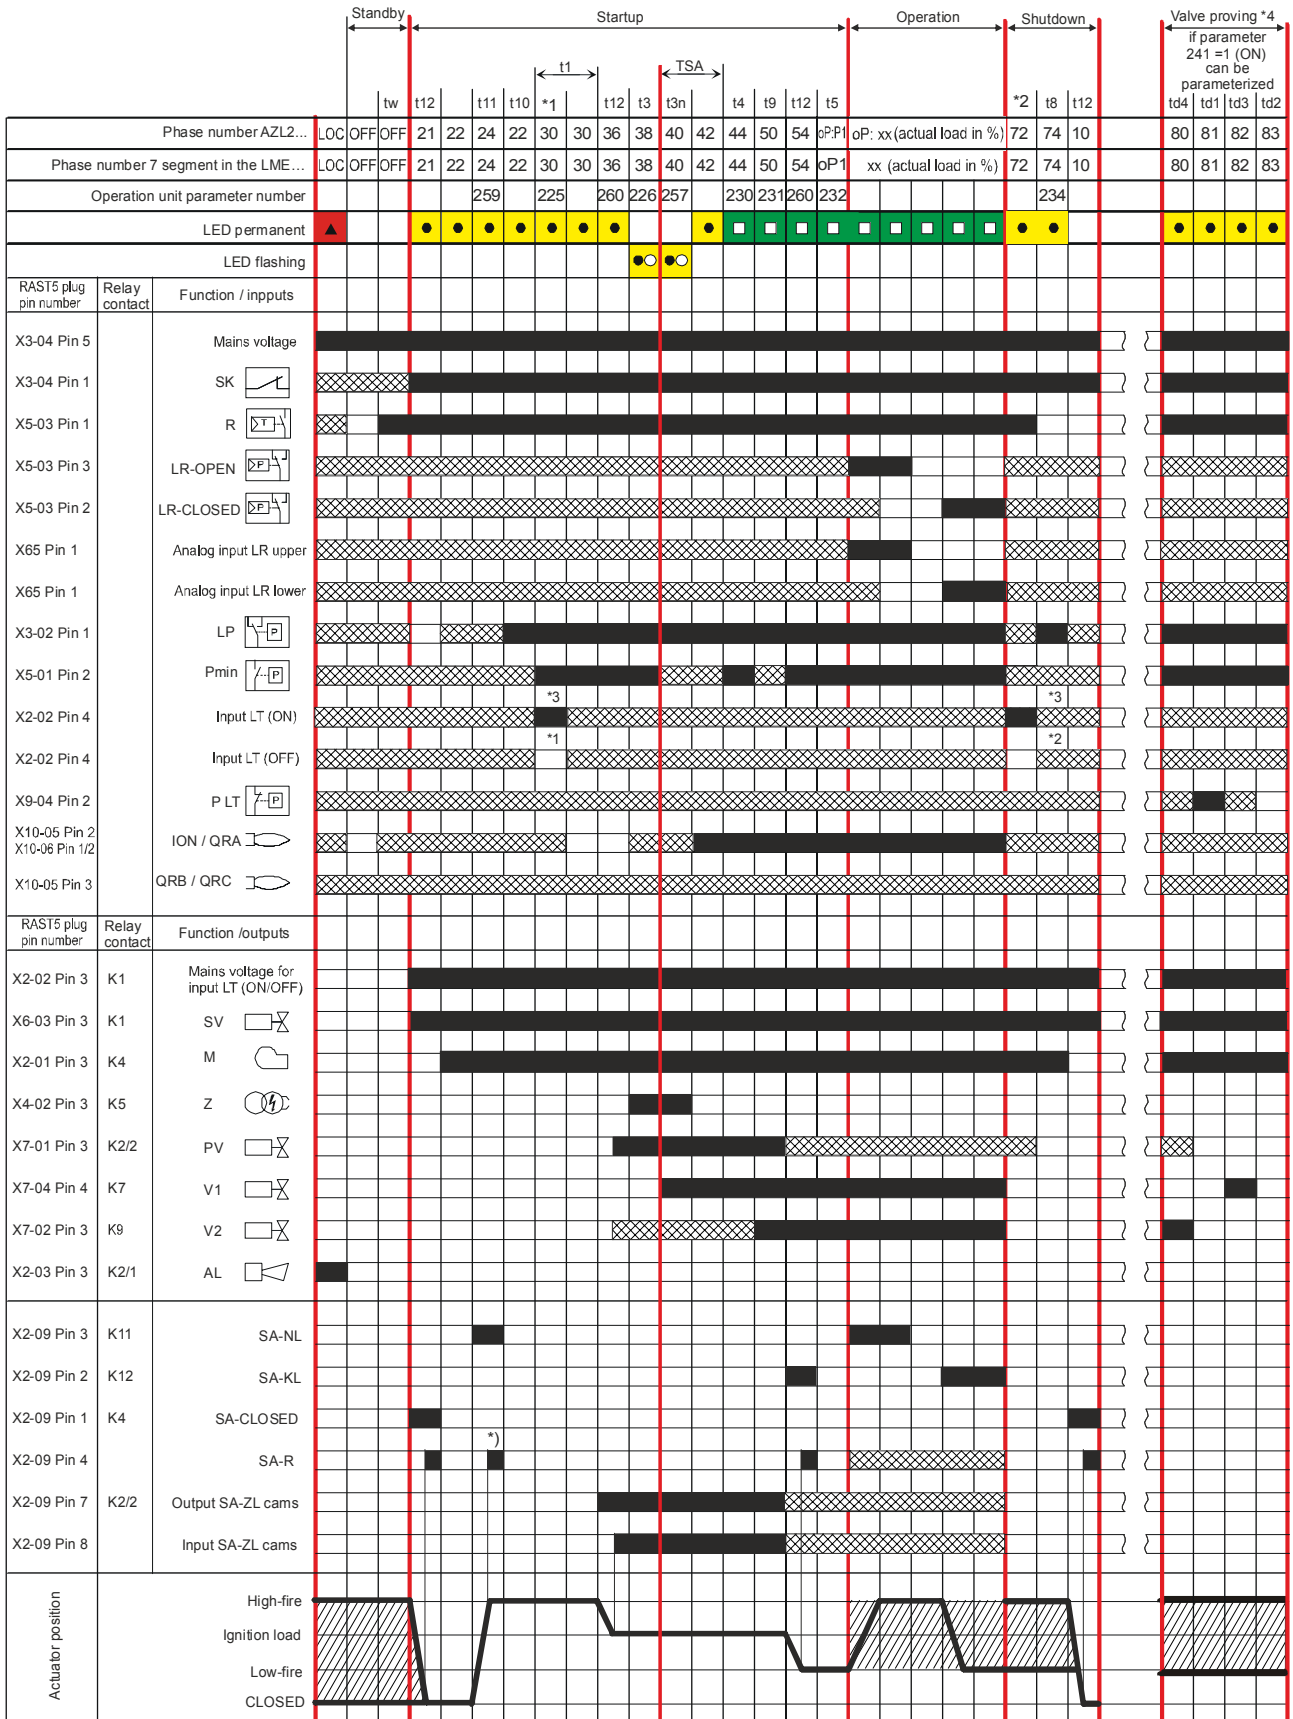 Standby Startup Operation Shutdown Valve proving *4
if parameter
241 =1 (ON)
can be
parameterized
t1 TSA
tw t12 t11 t10 *1 t12 t3 t3n t4 t9 t12 t5 *2 t8 t12 td4 td1 td3 td2
Phase number AZL2... LOC OFF OFF 21 22 24 22 30 30 36 38 40 42 44 50 54 oP:P1 oP: xx (actual load in %) 72 74 10 80 81 82 83
Phase number 7 segment in the LME... LOC OFF OFF 21 22 24 22 30 30 36 38 40 42 44 50 54 oP1 xx (actual load in %) 72 74 10 80 81 82 83
Operation unit parameter number 259 225 260 226 257 230 231 260 232 234
LED permanent
LED flashing
RAST5 plug
pin number
Relay
contact
Function / inpputs
X3-04 Pin 5 Mains voltage
X3-04 Pin 1 SK
X5-03 Pin 1 R T
X5-03 Pin 3 LR-OPEN P
X5-03 Pin 2 LR-CLOSED P
X65 Pin 1 Analog input LR upper
X65 Pin 1 Analog input LR lower
X3-02 Pin 1 LP P
X5-01 Pin 2 Pmin P
*3 *3
X2-02 Pin 4 Input LT (ON)
*1 *2
X2-02 Pin 4 Input LT (OFF)
X9-04 Pin 2 P LT P
X10-05 Pin 2
X10-06 Pin 1/2
ION / QRA
X10-05 Pin 3 QRB / QRC
RAST5 plug
pin number
Relay
contact
Function /outputs
X2-02 Pin 3 K1 Mains voltage for
input LT (ON/OFF)
X6-03 Pin 3 K1 SV
X2-01 Pin 3 K4 M
X4-02 Pin 3 K5 Z
X7-01 Pin 3 K2/2 PV
X7-04 Pin 4 K7 V1
X7-02 Pin 3 K9 V2
X2-03 Pin 3 K2/1 AL
X2-09 Pin 3 K11 SA-NL
X2-09 Pin 2 K12 SA-KL
X2-09 Pin 1 K4 SA-CLOSED
*)
X2-09 Pin 4 SA-R
X2-09 Pin 7 K2/2 Output SA-ZL cams
X2-09 Pin 8 Input SA-ZL cams
Actuator position
High-fire
Ignition load
Low-fire
CLOSED